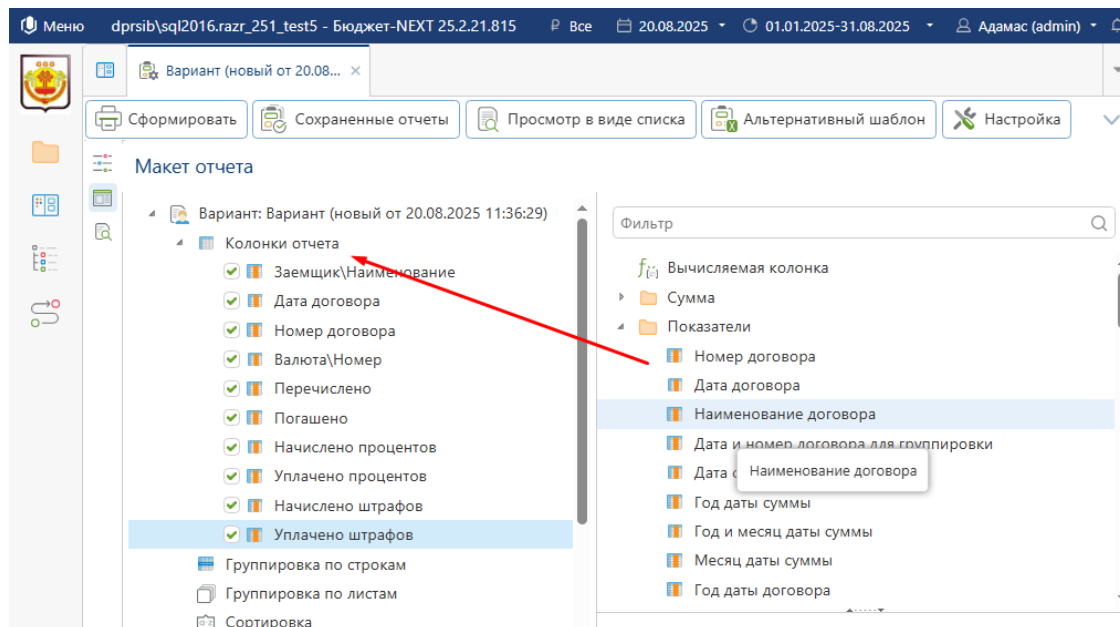 Меню dprsib\sql2016.razr_251_test5 - Бюджет-NEXT 25.2.21.815 ₽ Все 20.08.2025 01.01.2025-31.08.2025 Адамас (admin)
Вариант (новый от 20.08...
Сформировать Сохраненные отчеты Просмотр в виде списка Альтернативный шаблон Настройка
Макет отчета
Вариант: Вариант (новый от 20.08.2025 11:36:29)
Колонки отчета
Заемщик\Наименование
Дата договора
Номер договора
Валюта\Номер
Перечислено
Погашено
Начислено процентов
Уплачено процентов
Начислено штрафов
Уплачено штрафов
Группировка по строкам
Группировка по листам
Сортировка
Фильтр
Вычисляемая колонка
Сумма
Показатели
Номер договора
Дата договора
Наименование договора
Дата и номер договора для группировки
Дата
Наименование договора
Год даты суммы
Год и месяц даты суммы
Месяц даты суммы
Год даты договора